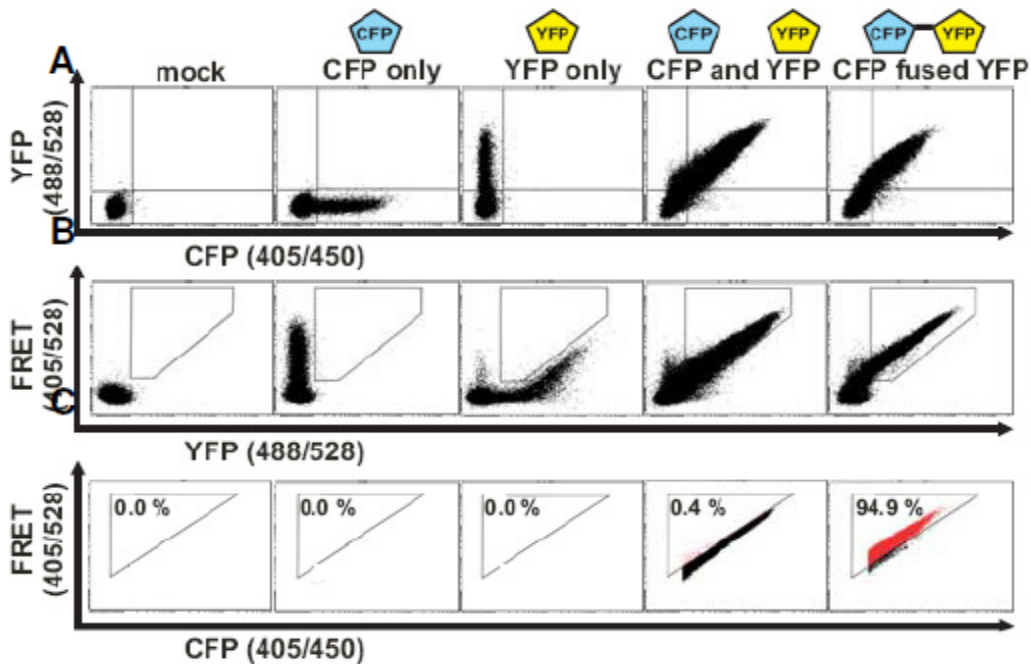 CFP YFP CFP YFP CFP YFP
A mock CFP only YFP only CFP and YFP CFP fused YFP
YFP
(488/528)
B
CFP (405/450)
FRET
(405/528)
C
YFP (488/528)
FRET
(405/528)
0.0 % 0.0 % 0.0 % 0.4 % 94.9 %
CFP (405/450)